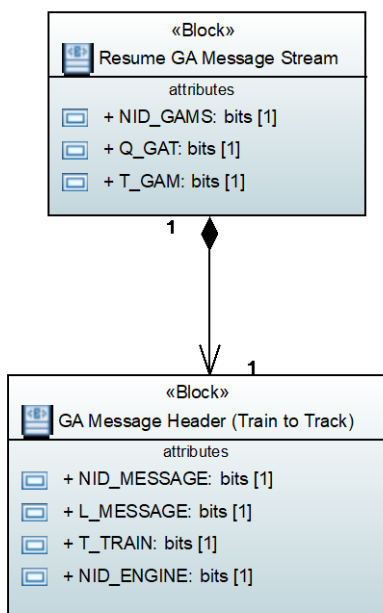 «Block»
Resume GA Message Stream
attributes
+ NID_GAMS: bits [1]
+ Q_GAT: bits [1]
+ T_GAM: bits [1]
1
1
«Block»
GA Message Header (Train to Track)
attributes
+ NID_MESSAGE: bits [1]
+ L_MESSAGE: bits [1]
+ T_TRAIN: bits [1]
+ NID_ENGINE: bits [1]